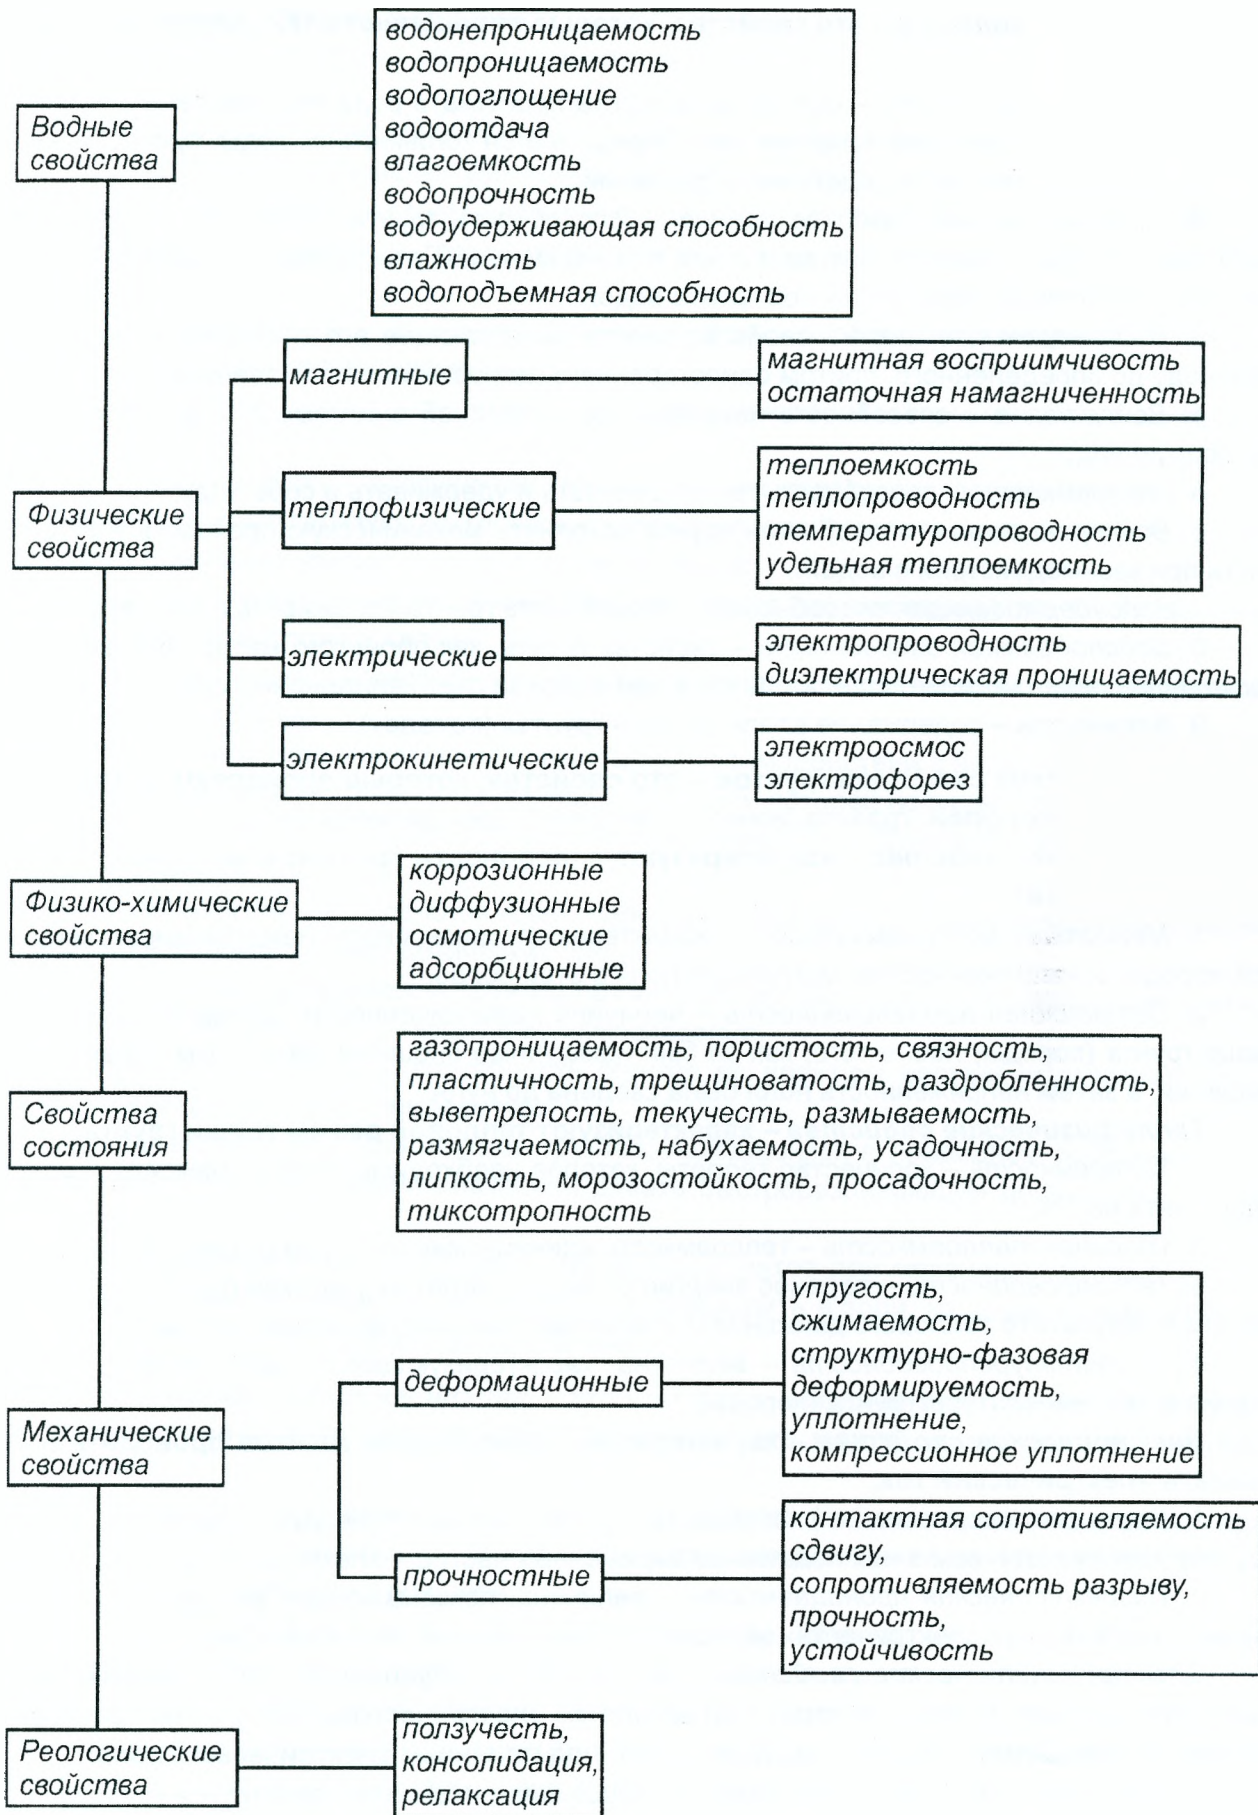 водонепроницаемость
водопроницаемость
водопоглощение
водоотдача
влагоемкость
водопрочность
водоудерживающая способность
влажность
водоподъемная способность
Водные
свойства
магнитные
магнитная восприимчивость
остаточная намагниченность
Физические
свойства
теплофизические
теплоемкость
теплопроводность
температуропроводность
удельная теплоемкость
электрические
электропроводность
диэлектрическая проницаемость
электрокинетические
электроосмос
электрофорез
Физико-химические
свойства
коррозионные
диффузионные
осмотические
адсорбционные
Свойства
состояния
газопроницаемость, пористость, связность,
пластичность, трещиноватость, раздробленность,
выветрелость, текучесть, размываемость,
размягчаемость, набухаемость, усадочность,
липкость, морозостойкость, просадочность,
тиксотропность
Механические
свойства
деформационные
упругость,
сжимаемость,
структурно-фазовая
деформируемость,
уплотнение,
компрессионное уплотнение
прочностные
контактная сопротивляемость
сдвигу,
сопротивляемость разрыву,
прочность,
устойчивость
Реологические
свойства
ползучесть,
консолидация,
релаксация